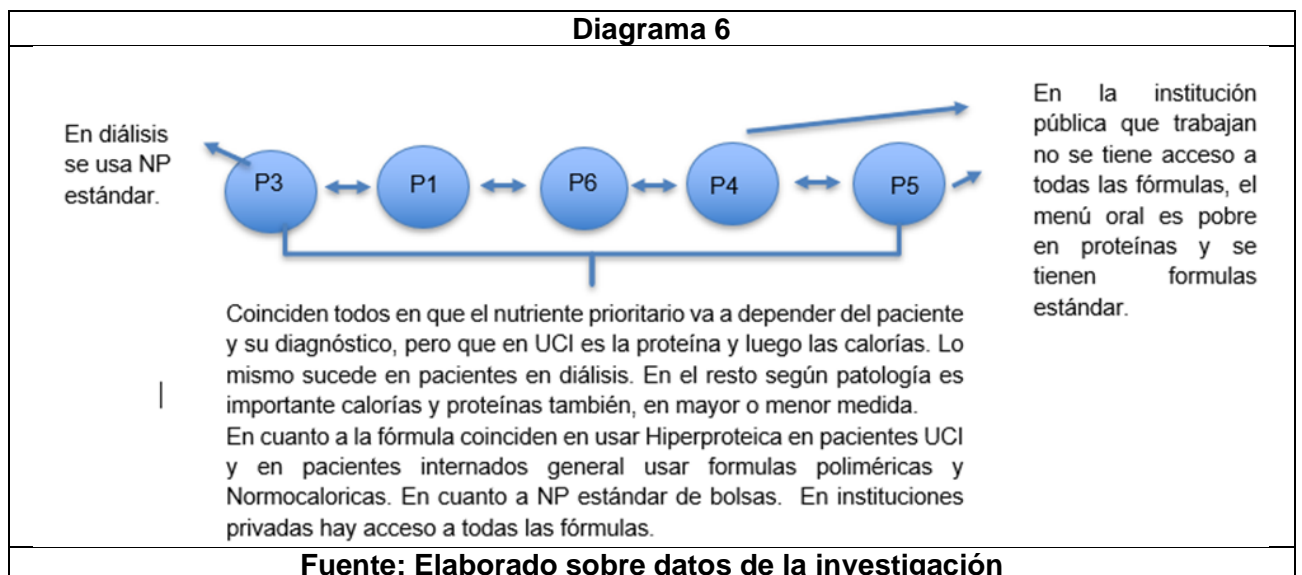 Diagrama 6
En diálisis
se usa NP
estándar.
P3
P1
P6
P4
P5
En la institución
pública que trabajan
no se tiene acceso a
todas las fórmulas, el
menú oral es pobre
en proteínas y se
tienen formulas
estándar.
Coinciden todos en que el nutriente prioritario va a depender del paciente
y su diagnóstico, pero que en UCI es la proteína y luego las calorías. Lo
mismo sucede en pacientes en diálisis. En el resto según patología es
importante calorías y proteínas también, en mayor o menor medida.
En cuanto a la fórmula coinciden en usar Hiperproteica en pacientes UCI
y en pacientes internados general usar formulas poliméricas y
Normocaloricas. En cuanto a NP estándar de bolsas. En instituciones
privadas hay acceso a todas las fórmulas.
Fuente: Elaborado sobre datos de la investigación